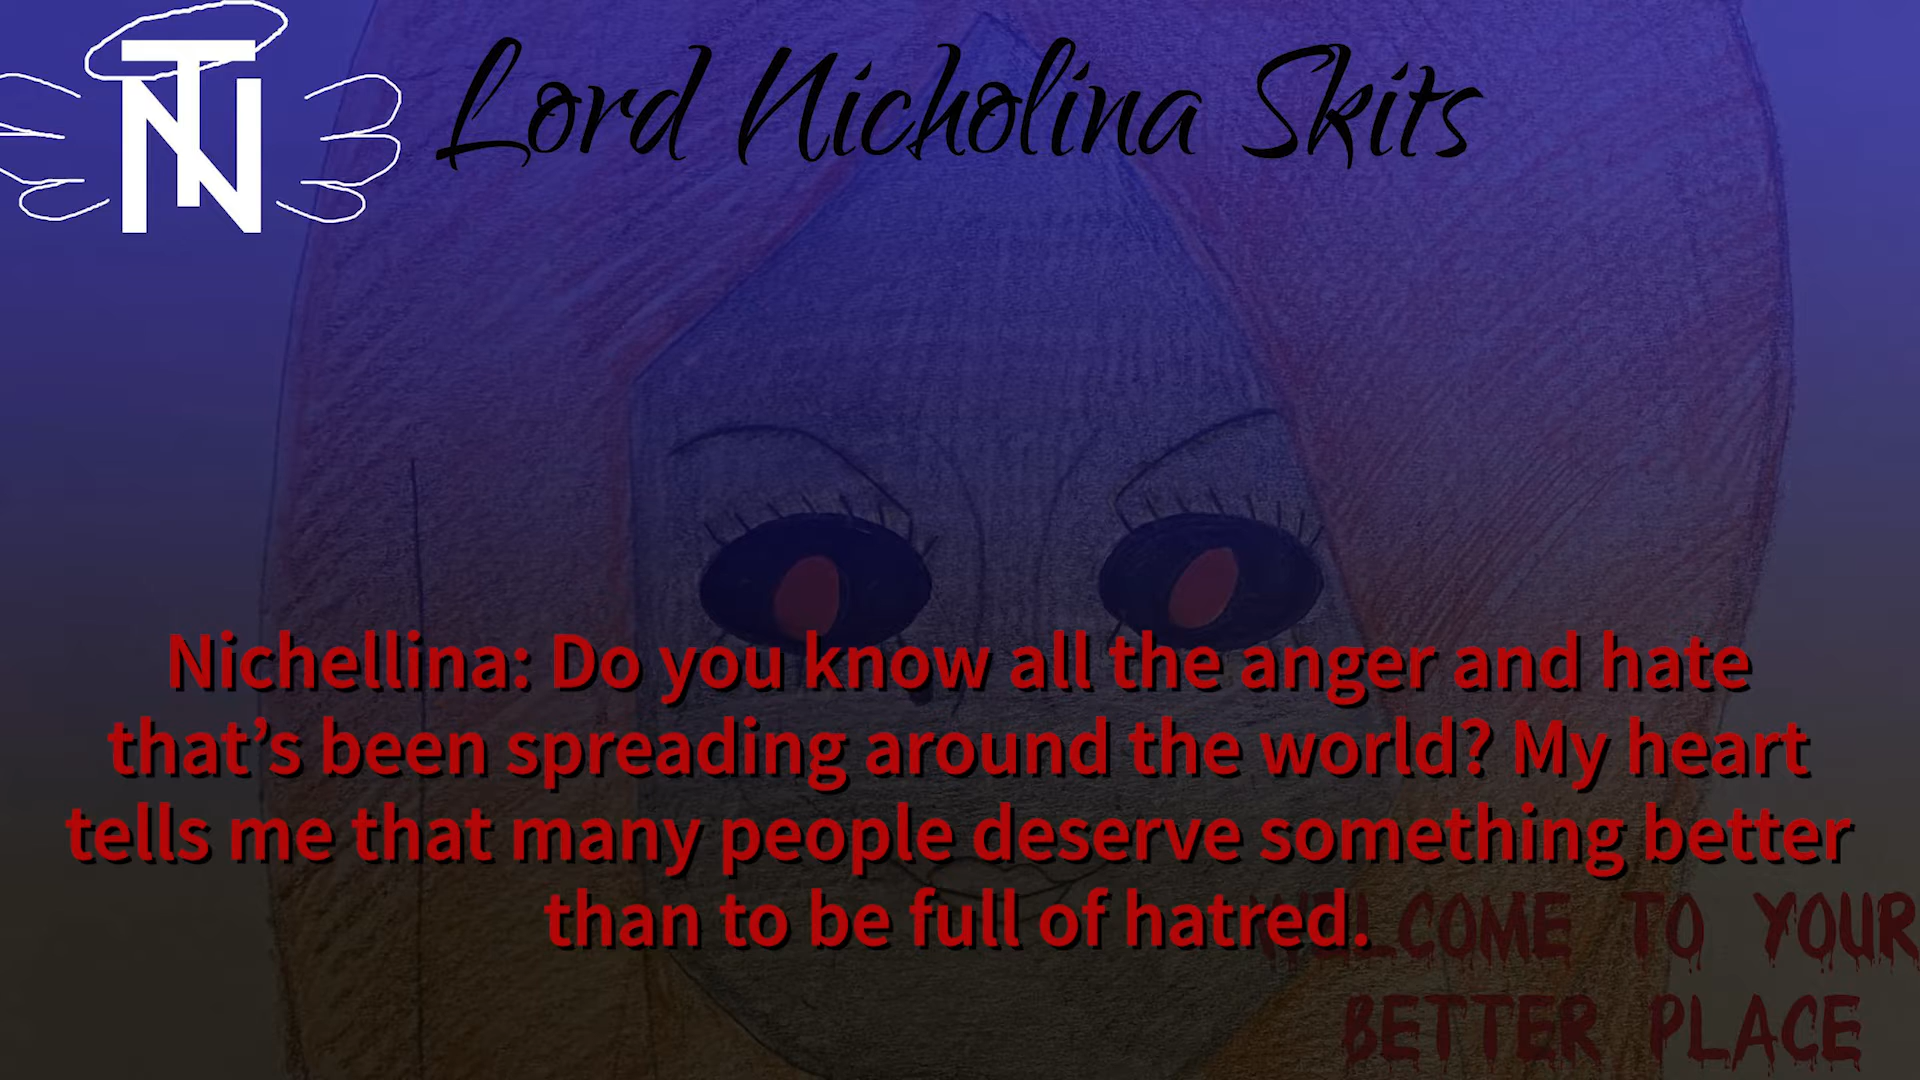 TN
Lord Nicholina Skits
Nichellina: Do you know all the anger and hate
that’s been spreading around the world? My heart
tells me that many people deserve something better
than to be full of hatred.
WELCOME TO YOUR
BETTER PLACE